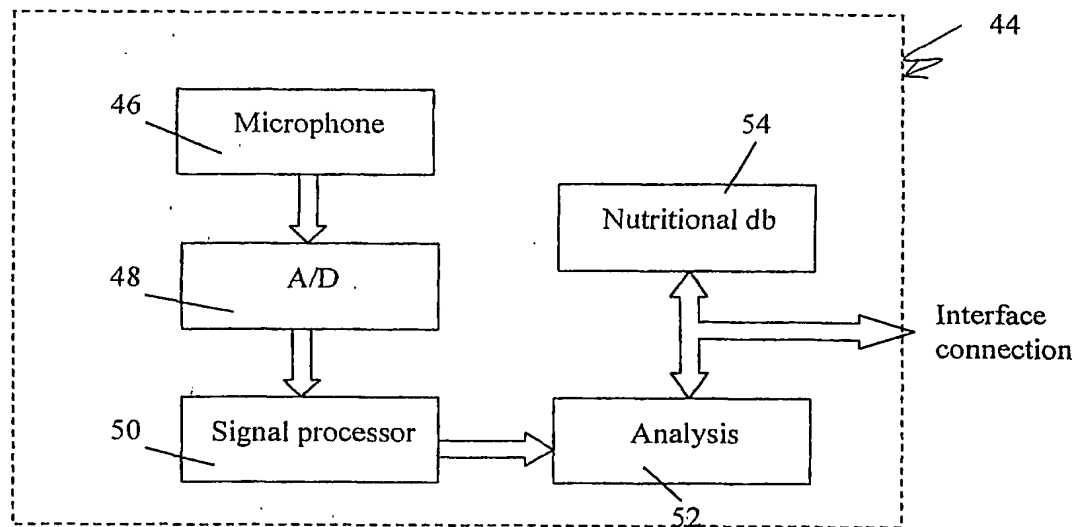 44
46
Microphone
54
Nutritional db
48
A/D
Interface
connection
50
Signal processor
Analysis
52